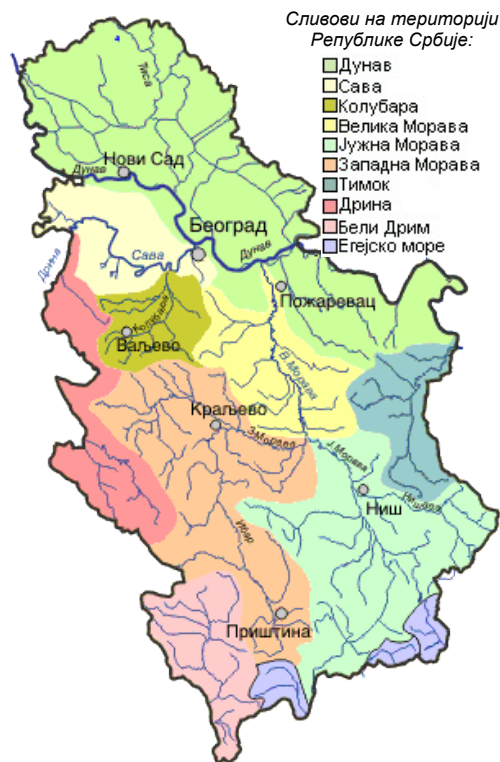 Сливови на територији
Републике Србије:
Дунав
Сава
Колубара
Велика Морава
Јужна Морава
Западна Морава
Тимок
Дрина
Бели Дрим
Егејско море
Тиса
Нови Сад
Дунав
Београд
Дунав
Сава
Дрина
Пожаревац
Колубара
Ваљево
В.Морава
Краљево
З.Морава
Ј.Морава
Нишава
Ниш
Ибар
Приштина